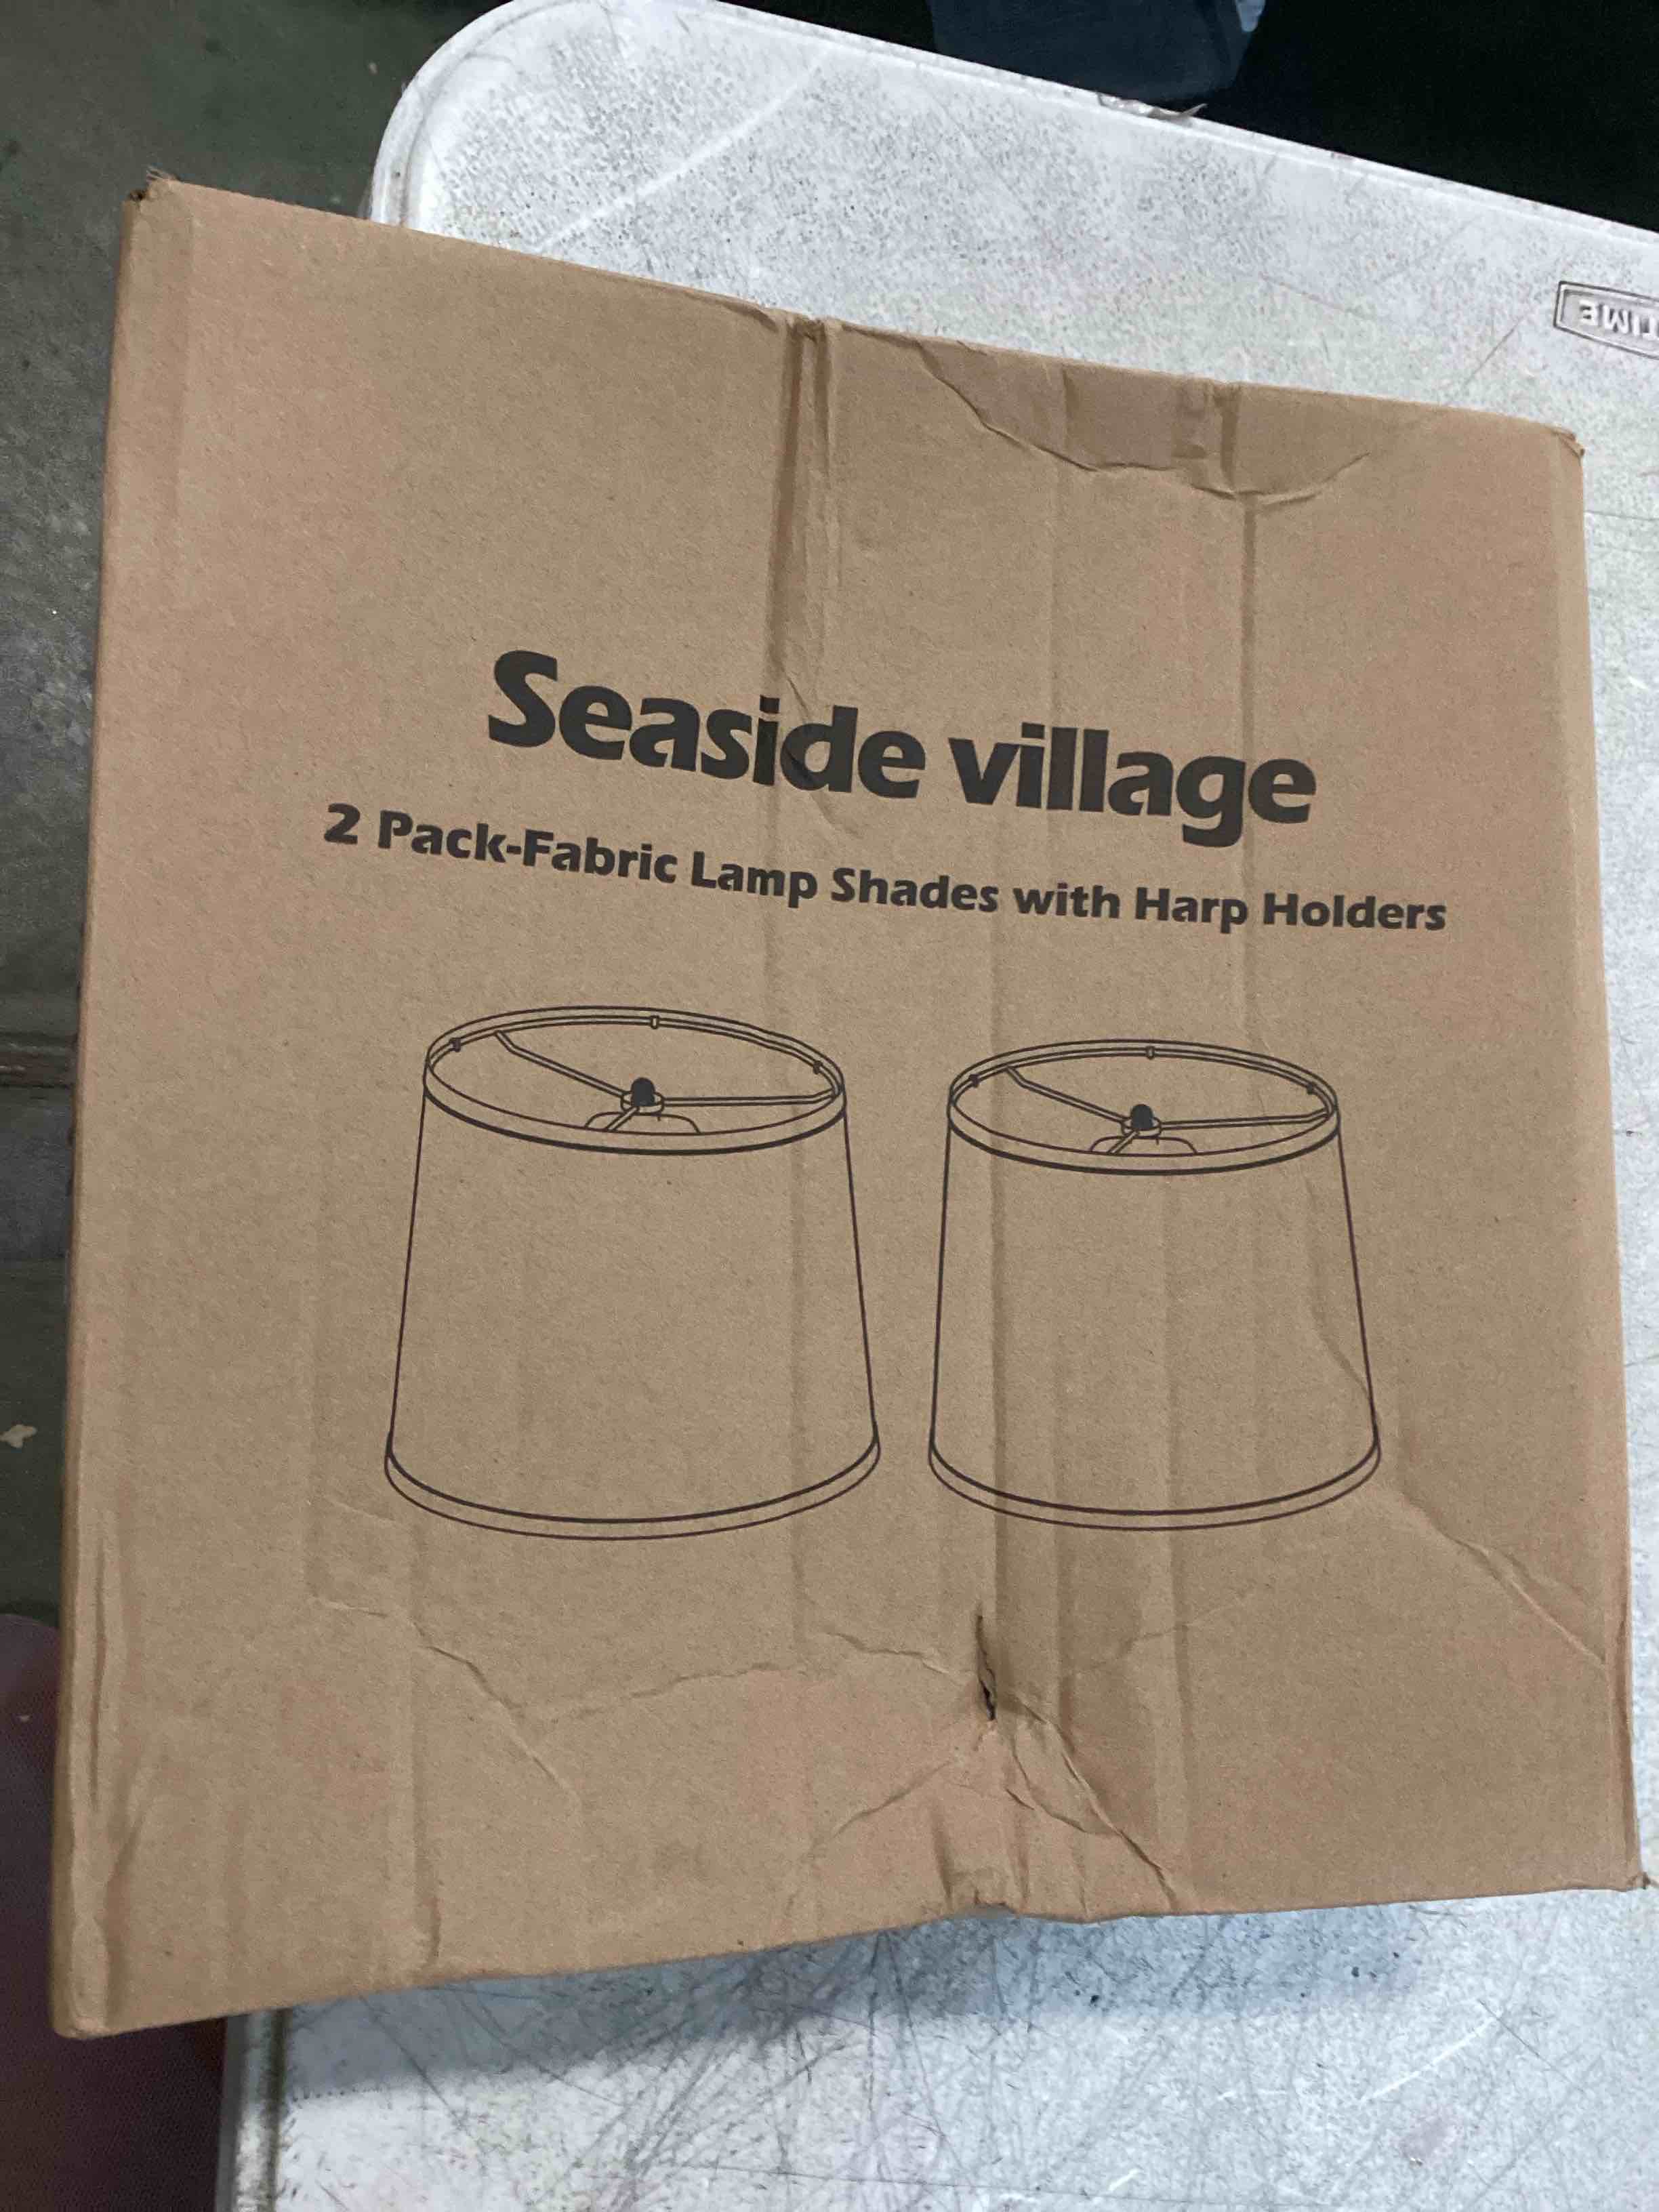 Seaside village
2 Pack-Fabric Lamp Shades with Harp Holders